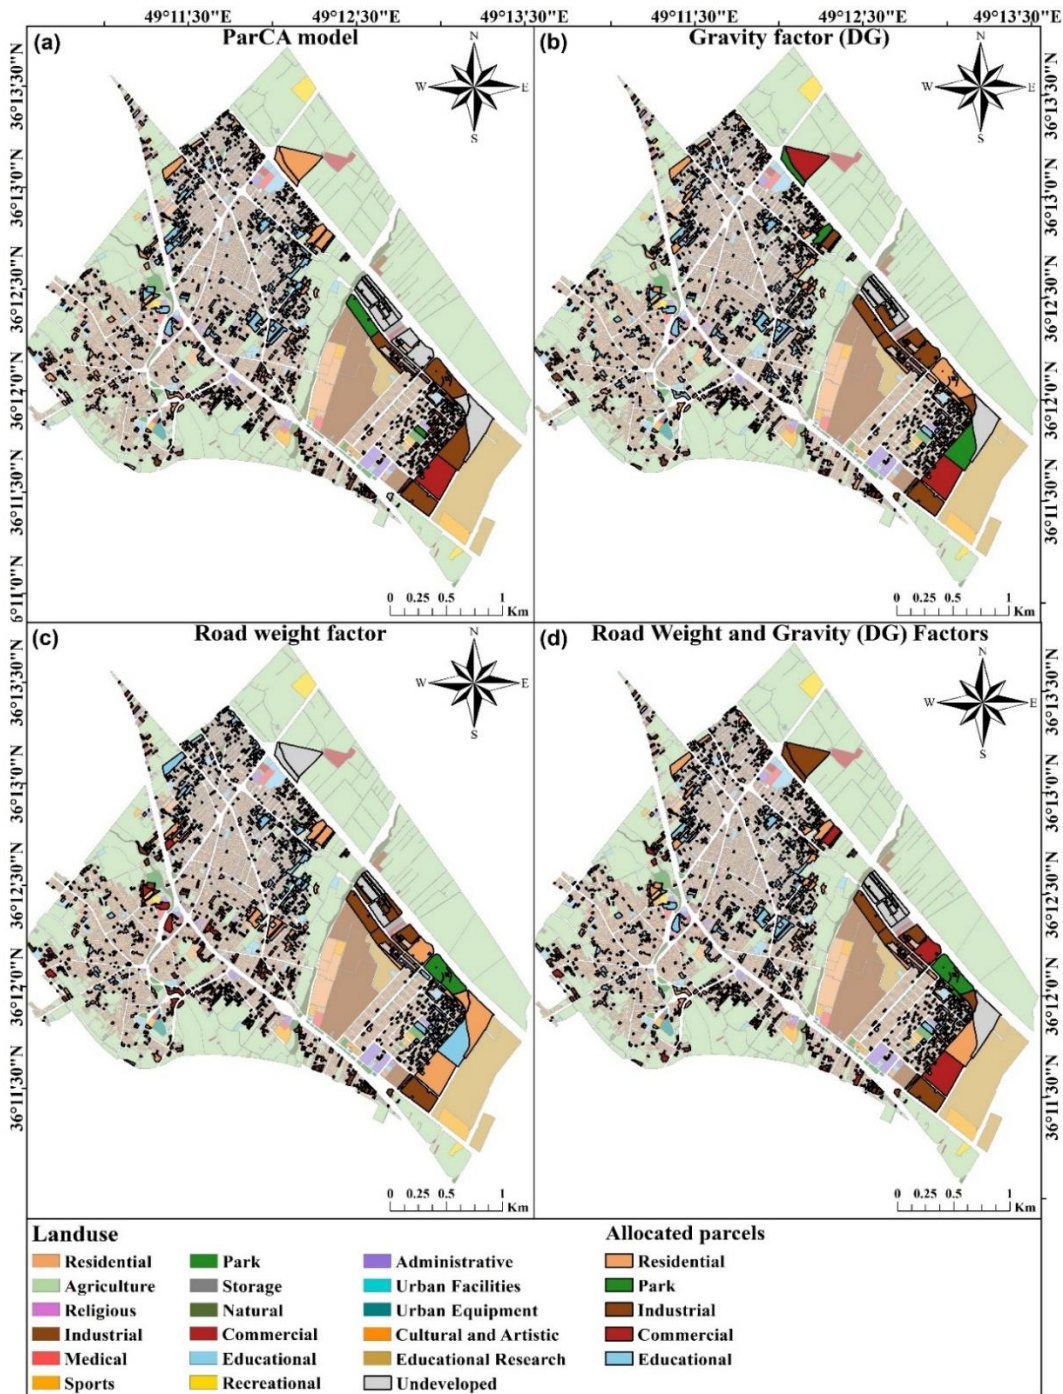 49°11'30"E 49°12'30"E 49°13'30"E 49°11'30"E 49°12'30"E 49°13'3
(a) ParCA model
(b) Gravity factor (DG)
N
W E
S
N
W E
S
36°13'30"N
36°13'0"N
36°12'30"N
36°12'0"N
36°11'30"N
6°11'0"N
36°13'30"N
36°13'0"N
36°12'30"N
36°12'0"N
36°11'30"N
0 0.25 0.5 1
Km
0 0.25 0.5 1
Km
(c) Road weight factor
(d) Road Weight and Gravity (DG) Factors
N
W E
S
N
W E
S
36°13'30"N
36°13'0"N
36°12'30"N
36°12'0"N
36°11'30"N
36°13'30"N
36°13'0"N
36°12'30"N
36°12'0"N
36°11'30"N
0 0.25 0.5 1
Km
0 0.25 0.5 1
Km
Landuse
Residential
Agriculture
Religious
Industrial
Medical
Sports
Park
Storage
Natural
Commercial
Educational
Recreational
Administrative
Urban Facilities
Urban Equipment
Cultural and Artistic
Educational Research
Undeveloped
Allocated parcels
Residential
Park
Industrial
Commercial
Educational